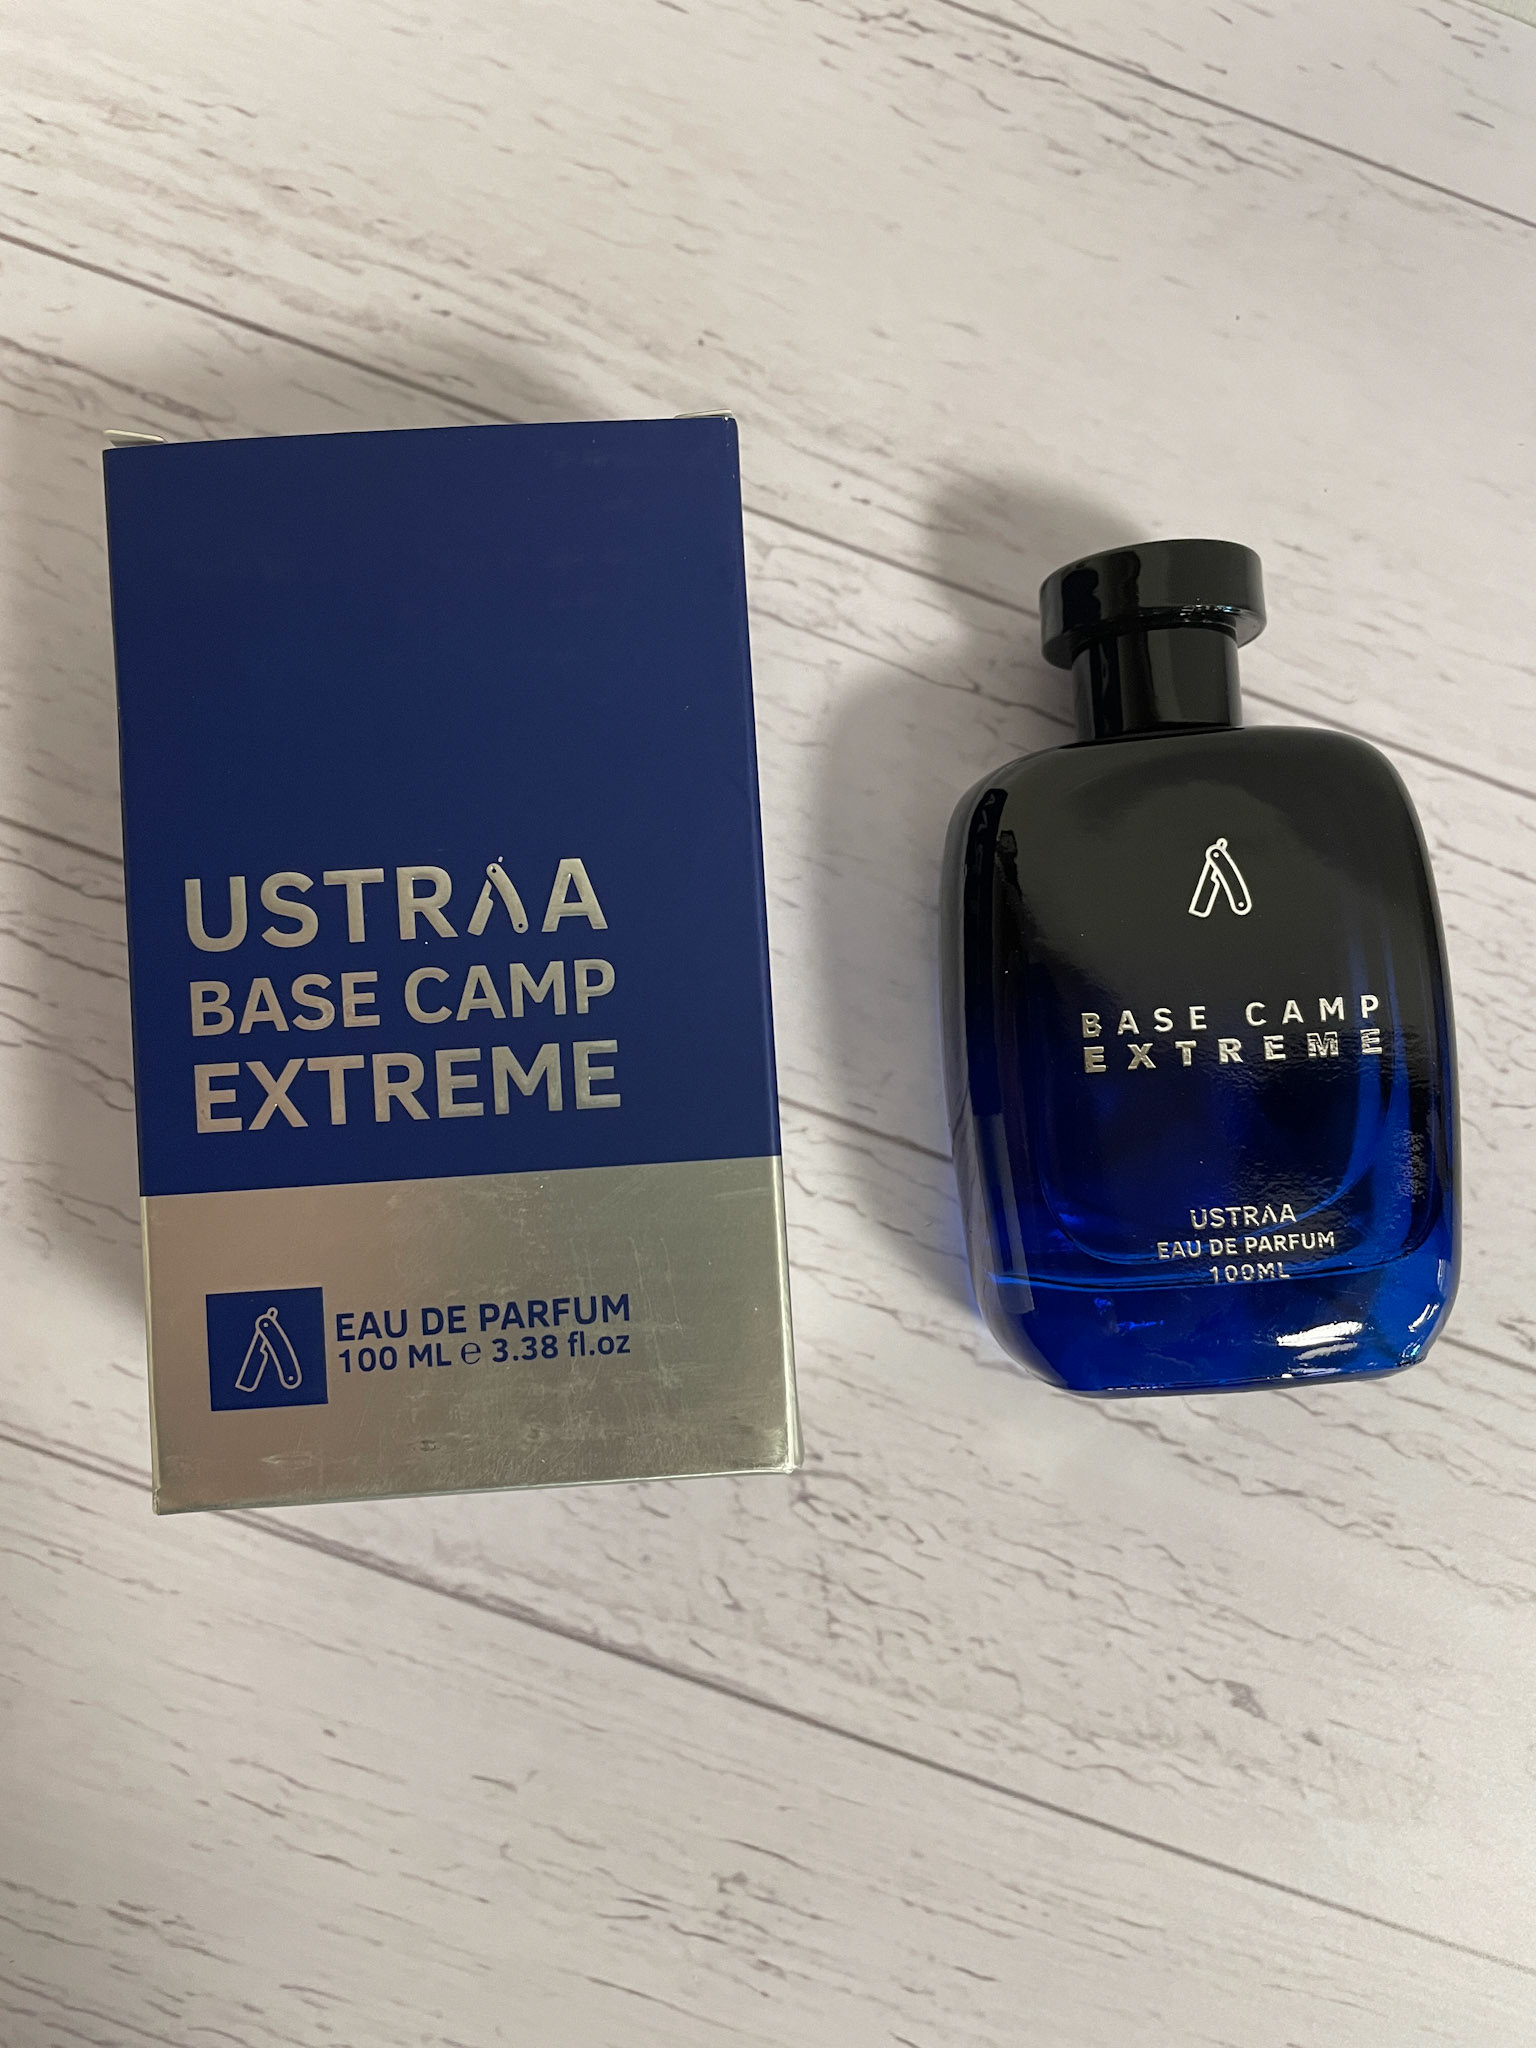 USTRAA
BASE CAMP
EXTREME
EAU DE PARFUM
100 ML ℮ 3.38 fl.oz
BASE CAMP
EXTREME
USTRAA
EAU DE PARFUM
100ML